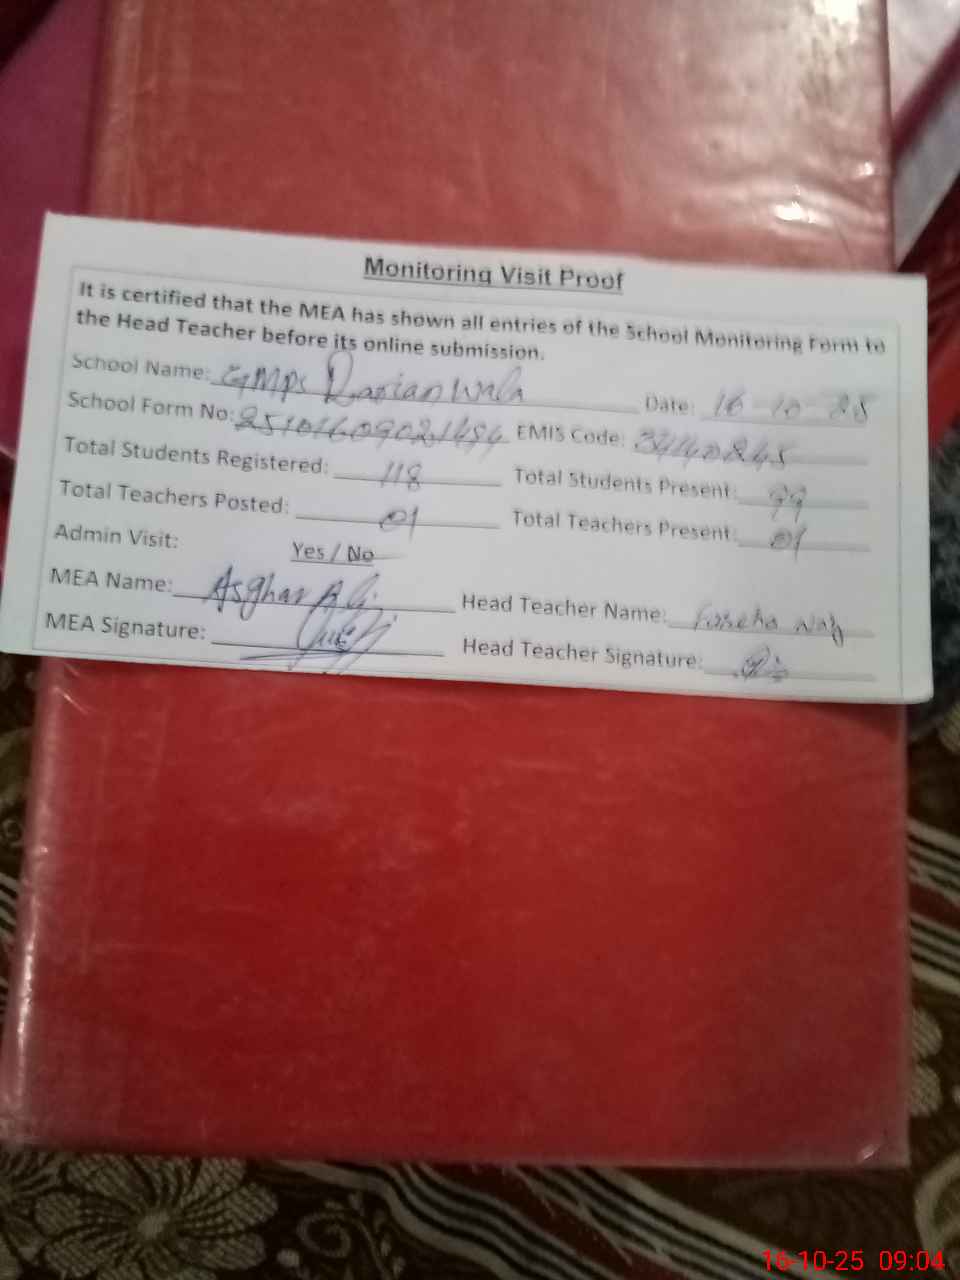 Monitoring Visit Proof
It is certified that the MEA has shown all entries of the School Monitoring Form to
the Head Teacher before its online submission.
School Name: GMPS Darian Wala Date: 16-10-25
School Form No: EMIS Code: 34140245
Total Students Registered: 118 Total Students Present: 99
Total Teachers Posted: 01 Total Teachers Present: 01
Admin Visit: Yes / No
MEA Name: Asghar Ali Head Teacher Name:
MEA Signature: Head Teacher Signature:
16-10-25 09:04